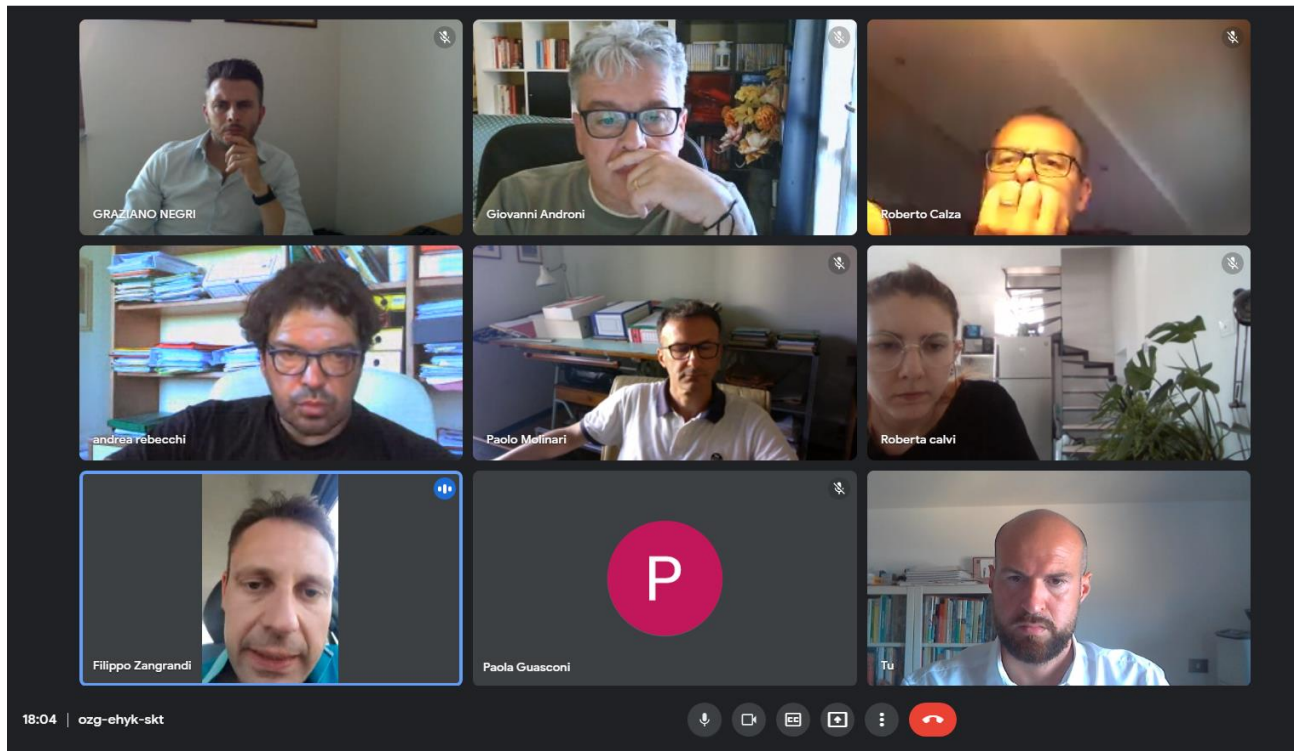 GRAZIANO NEGRI
Giovanni Androni
Roberto Calza
andrea rebecchi
Paolo Molinari
Roberta calvi
Filippo Zangrandi
P
Paola Guasconi
Tu
18:04 | ozg-ehyk-skt
CC